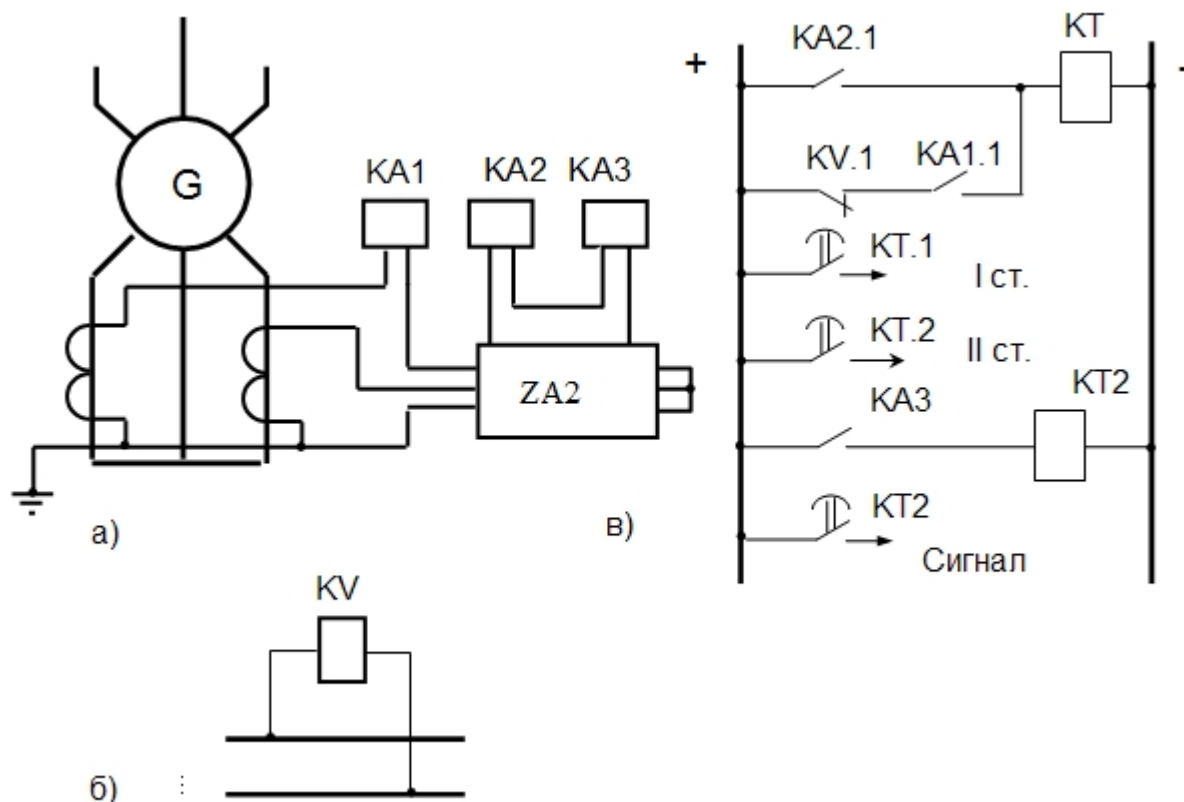 G
KA1 KA2 KA3
ZA2
а)
в)
KV
б)
+ -
KA2.1 KT
KV.1 KA1.1
KT.1 I ст.
KT.2 II ст.
KA3 KT2
KT2 Сигнал